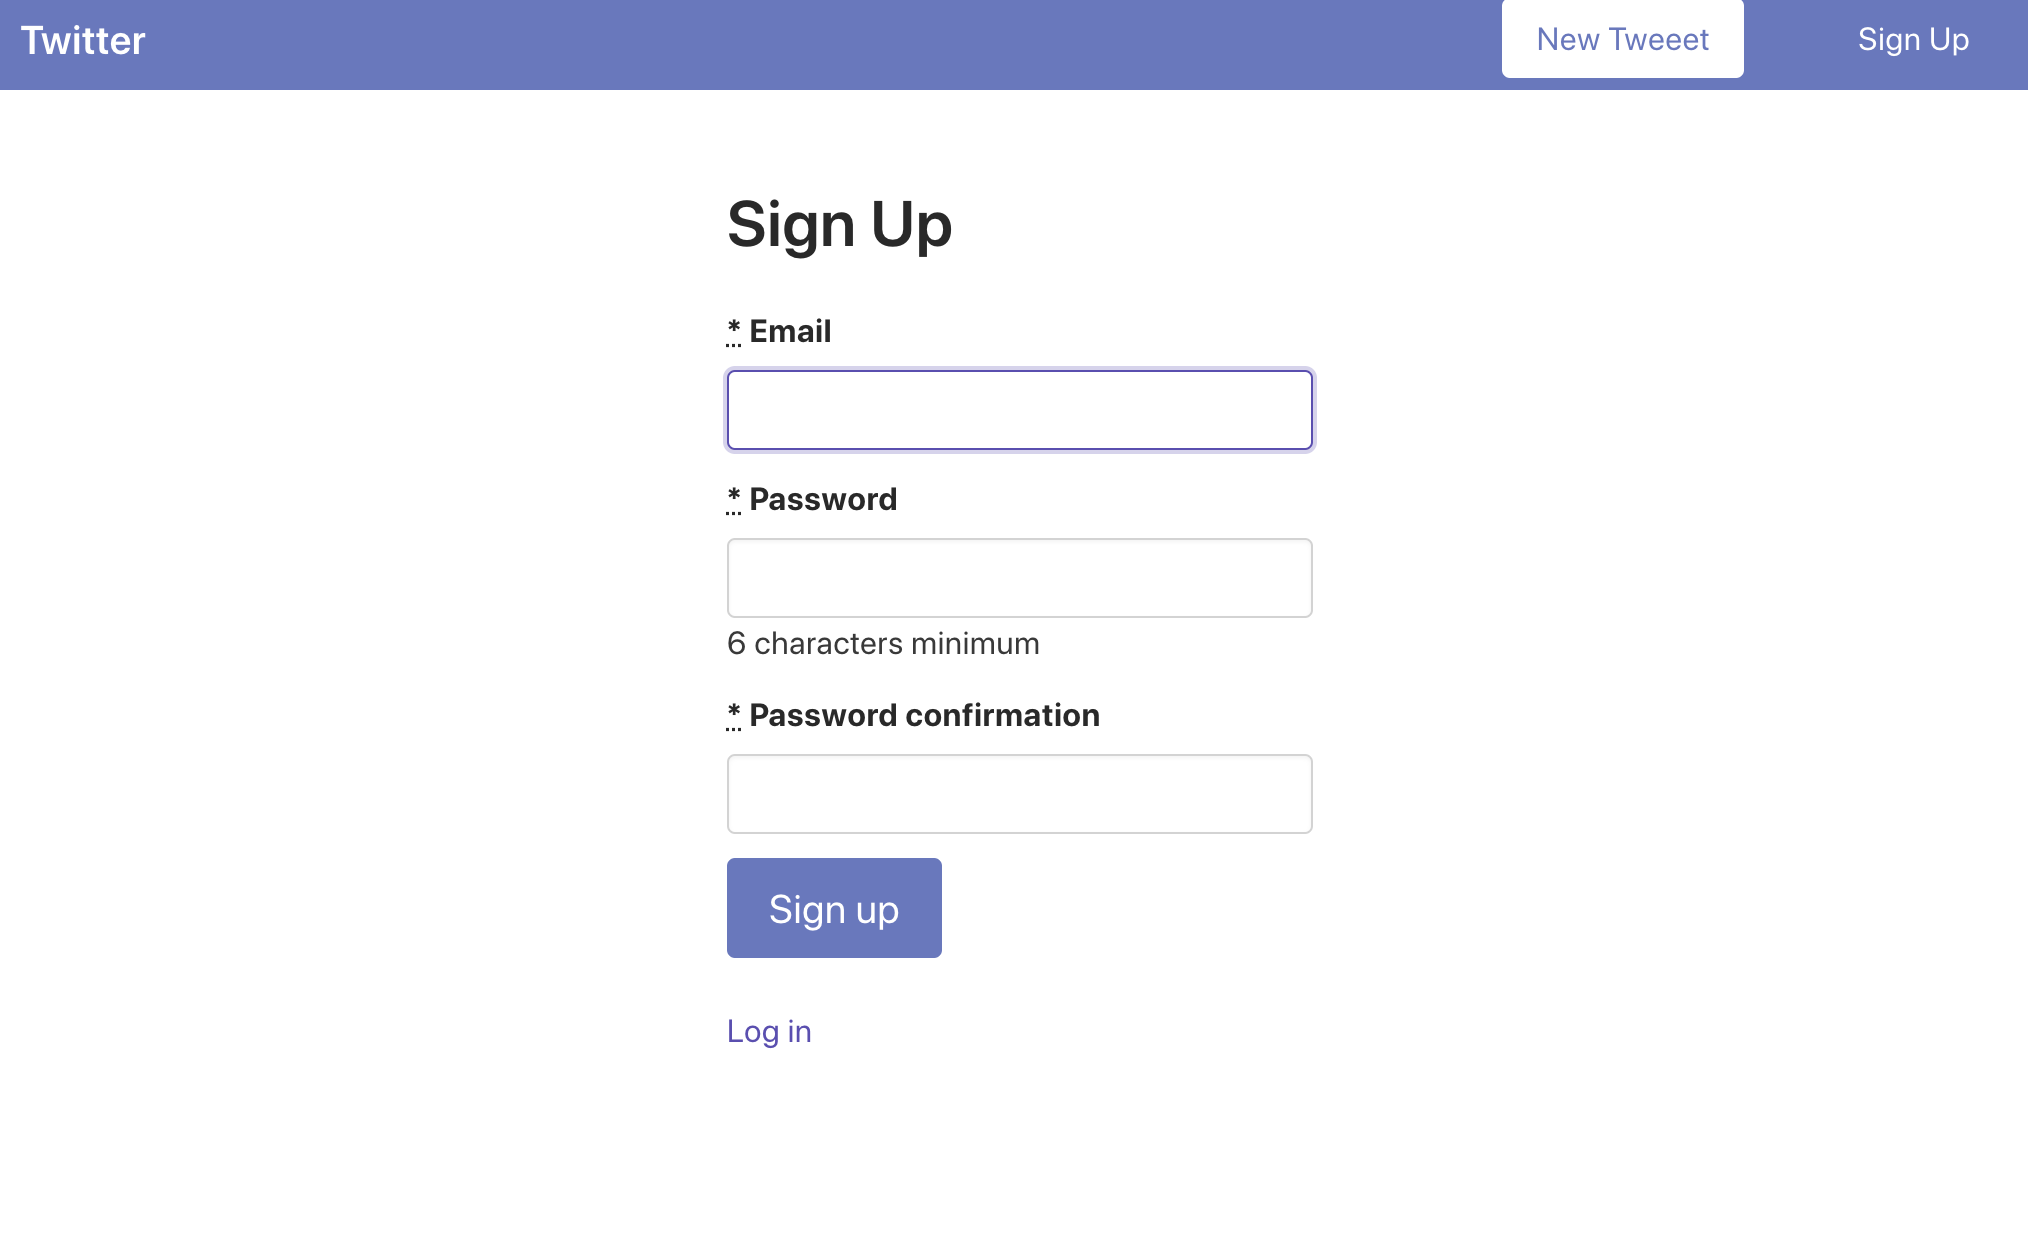 Twitter
New Tweeet
Sign Up
Sign Up
* Email
* Password
6 characters minimum
* Password confirmation
Sign up
Log in